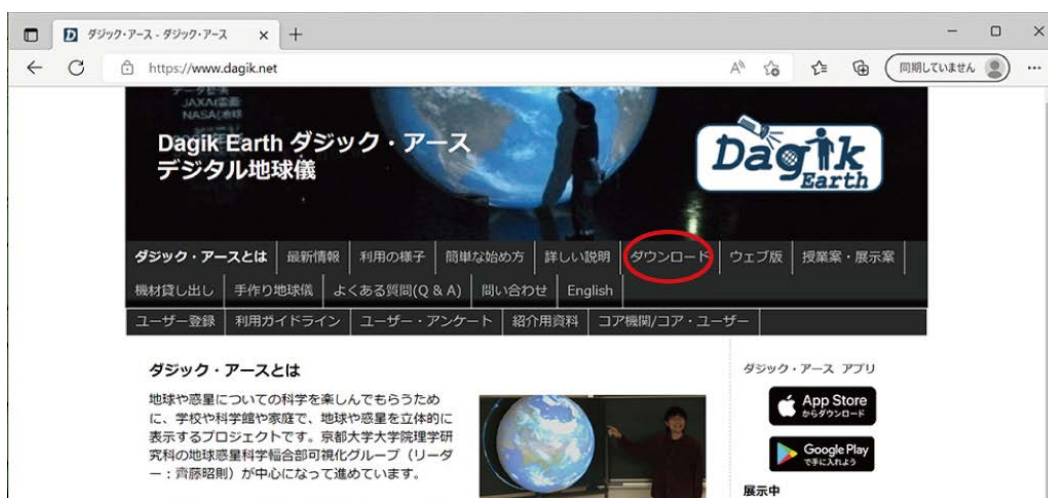 ダジック・アース - ダジック・アース
https://www.dagik.net
同期していません
データ提供
JAXA(雲画
NASA(地球
Dagik Earth ダジック・アース
デジタル地球儀
Dagik
Earth
ダジック・アースとは 最新情報 利用の様子 簡単な始め方 詳しい説明 ダウンロード ウェブ版 授業案・展示案
機材貸し出し 手作り地球儀 よくある質問(Q & A) 問い合わせ English
ユーザー登録 利用ガイドライン ユーザー・アンケート 紹介用資料 コア機関/コア・ユーザー
ダジック・アースとは
地球や惑星についての科学を楽しんでもらうため
に、学校や科学館や家庭で、地球や惑星を立体的に
表示するプロジェクトです。京都大学大学院理学研
究科の地球惑星科学輻合部可視化グループ（リーダ
ー：齊藤昭則）が中心になって進めています。
ダジック・アース アプリ
App Store
からダウンロード
Google Play
で手に入れよう
展示中